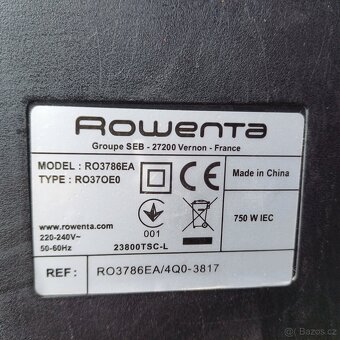 Rowenta
Groupe SEB - 27200 Vernon - France
MODEL : RO3786EA
TYPE : RO37OE0
Made in China
001
750 W IEC
www.rowenta.com
220-240V~
50-60Hz
23800TSC-L
REF : RO3786EA/4Q0-3817
Bazos.cz